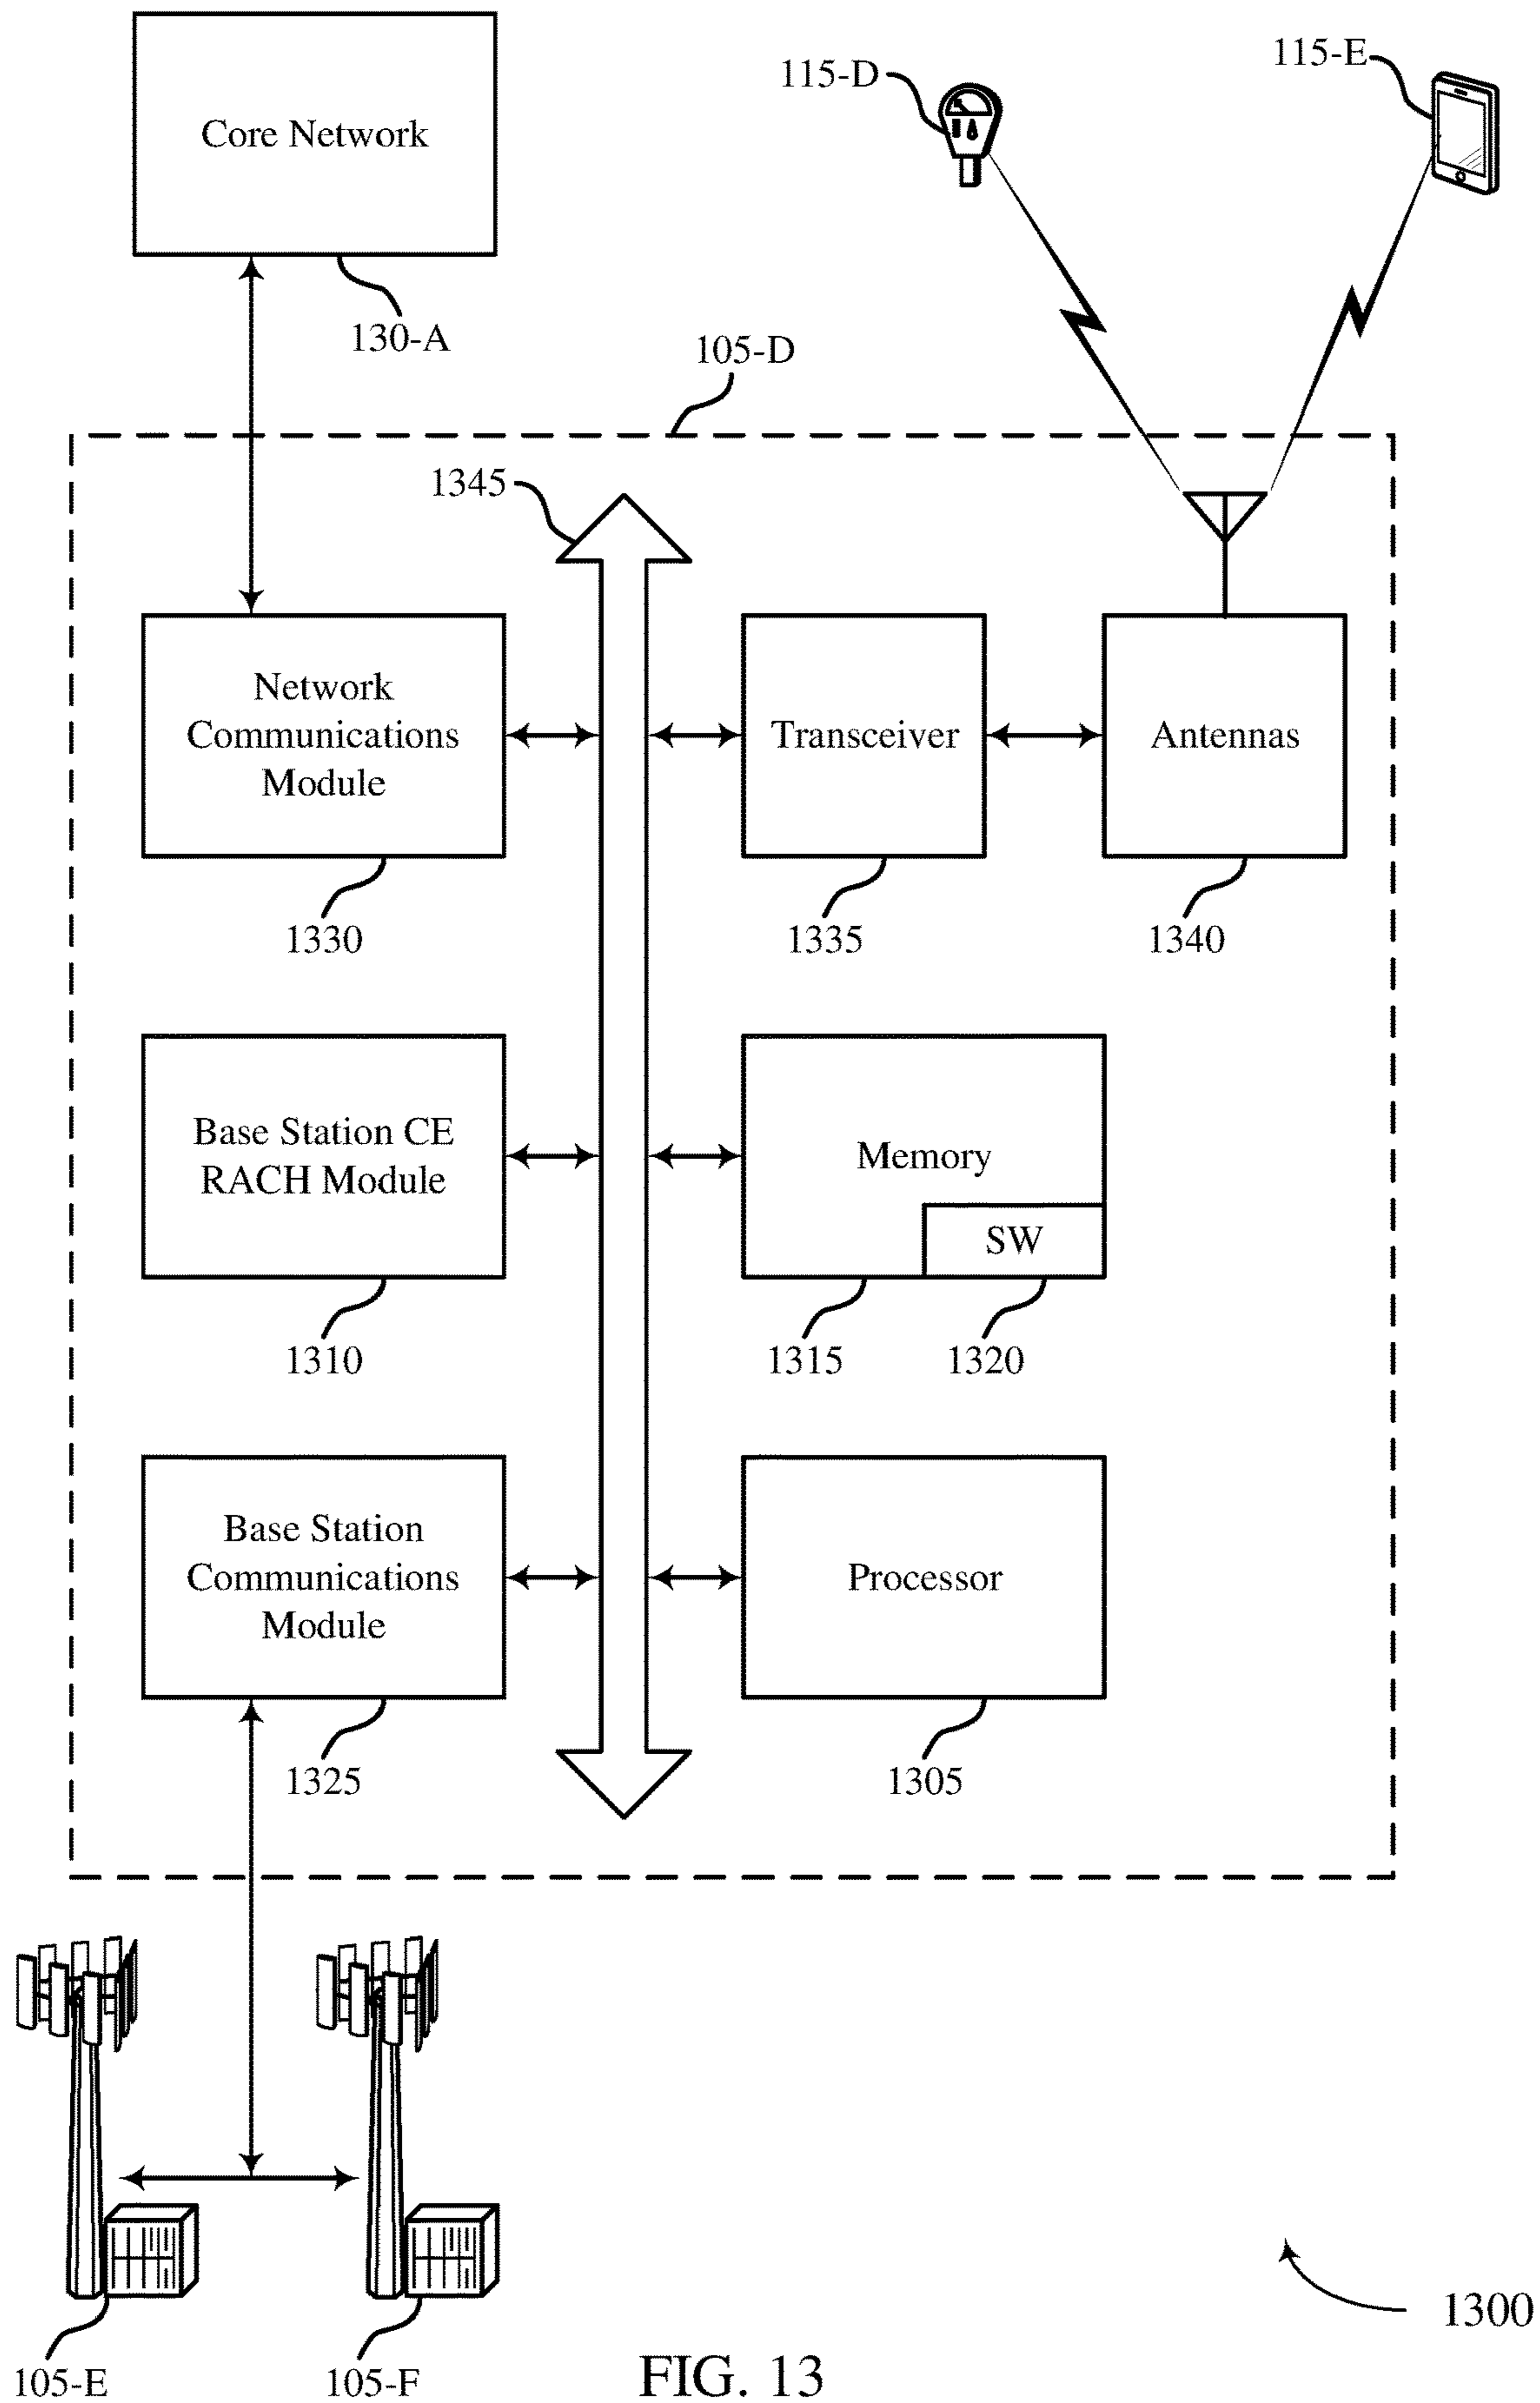 Core Network
130-A
115-D
115-E
105-D
1345
Network
Communications
Module
1330
Transceiver
1335
Antennas
1340
Base Station CE
RACH Module
1310
Memory
SW
1315
1320
Base Station
Communications
Module
1325
Processor
1305
105-E
105-F
1300
FIG. 13